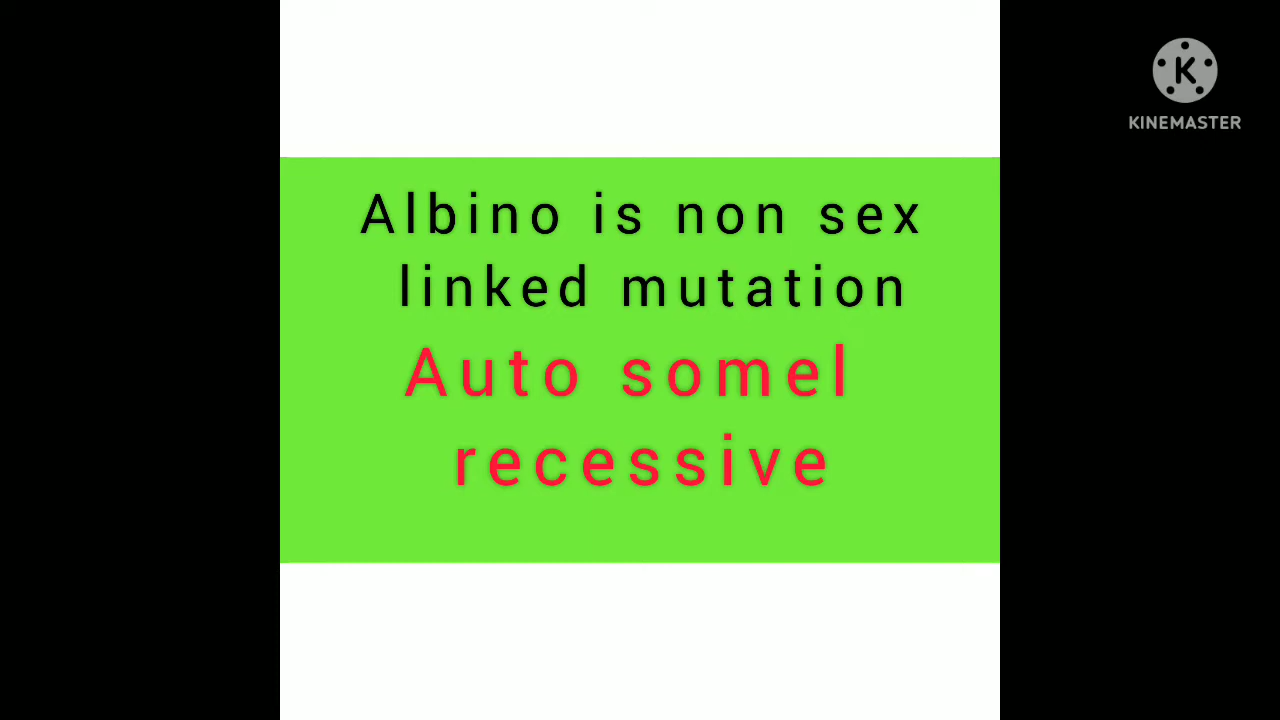 Albino is non sex
linked mutation
Auto somel
recessive
KINEMASTER